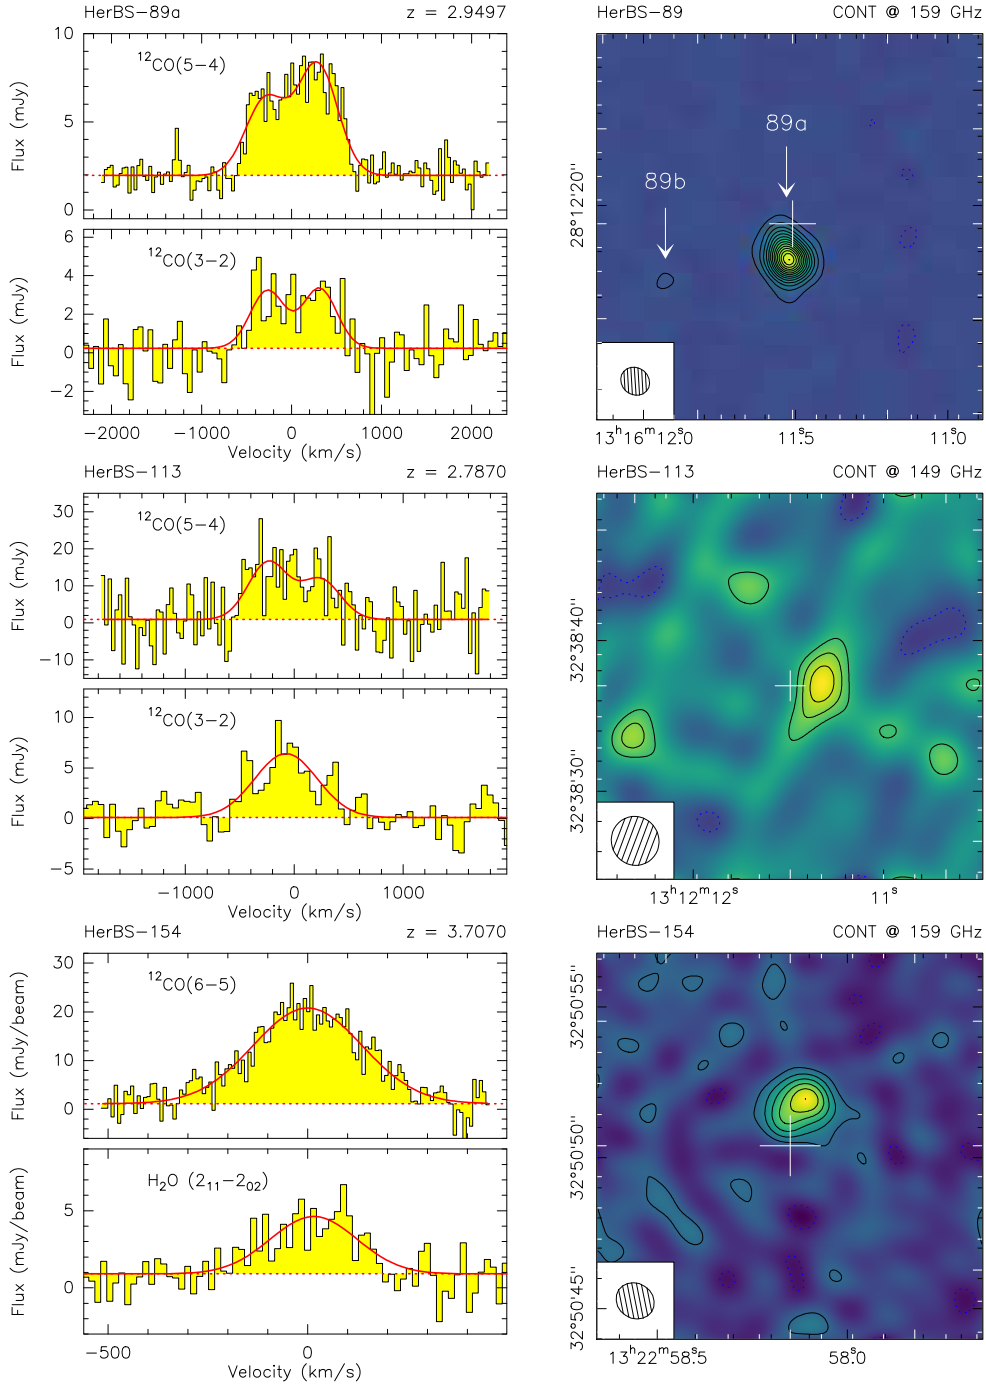 HerBS−89a z = 2.9497
HerBS−89 CONT @ 159 GHz
¹²CO(5−4)
10
5
0
Flux (mJy)
¹²CO(3−2)
6
4
2
0
−2
Flux (mJy)
−2000 −1000 0 1000 2000
Velocity (km/s)
89a
89b
28°12'20''
13ʰ16ᵐ12.ˢ0 11.ˢ5 11.ˢ0
HerBS−113 z = 2.7870
HerBS−113 CONT @ 149 GHz
¹²CO(5−4)
30
20
10
0
−10
Flux (mJy)
¹²CO(3−2)
10
5
0
−5
Flux (mJy)
−1000 0 1000
Velocity (km/s)
32°38'40''
32°38'30''
13ʰ12ᵐ12ˢ 11ˢ
HerBS−154 z = 3.7070
HerBS−154 CONT @ 159 GHz
¹²CO(6−5)
30
20
10
0
Flux (mJy/beam)
H₂O (2₁₁−2₀₂)
5
0
Flux (mJy/beam)
−500 0
Velocity (km/s)
32°50'55''
32°50'50''
32°50'45''
13ʰ22ᵐ58.ˢ5 58.ˢ0